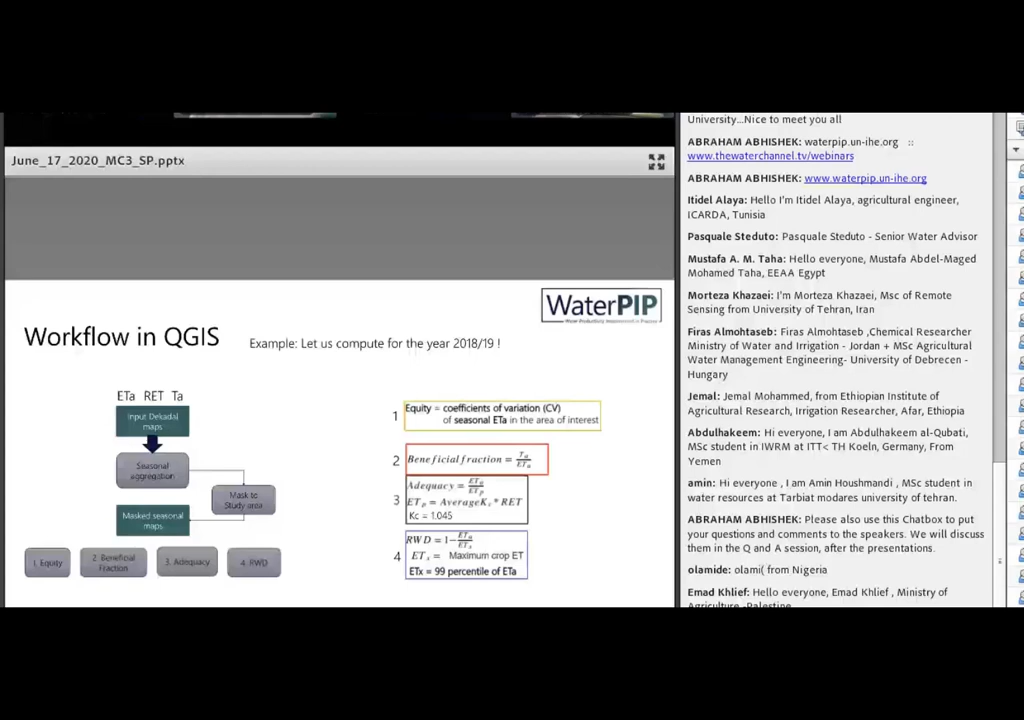 June_17_2020_MC3_SP.pptx
WaterPIP
Workflow in QGIS
Example: Let us compute for the year 2018/19 !
ETa RET Ta
Input Dekadal
maps
Seasonal
aggregation
Mask to
Study area
Masked seasonal
maps
1. Equity
2. Beneficial
Fraction
3. Adequacy
4. RWD
1
Equity = coefficients of variation (CV)
of seasonal ETa in the area of interest
2
Beneficial fraction = Ta/ETa
3
Adequacy = ETa/ETp
ETp = AverageKc * RET
Kc = 1.045
4
RWD = 1-ETa/ETx
ETx = Maximum crop ET
ETx = 99 percentile of ETa
University...Nice to meet you all
ABRAHAM ABHISHEK: waterpip.un-ihe.org ::
www.thewaterchannel.tv/webinars
ABRAHAM ABHISHEK: www.waterpip.un-ihe.org
Itidel Alaya: Hello I'm Itidel Alaya, agricultural engineer,
ICARDA, Tunisia
Pasquale Steduto: Pasquale Steduto - Senior Water Advisor
Mustafa A. M. Taha: Hello everyone, Mustafa Abdel-Maged
Mohamed Taha, EEAA Egypt
Morteza Khazaei: I'm Morteza Khazaei, Msc of Remote
Sensing from University of Tehran, Iran
Firas Almohtaseb: Firas Almohtaseb ,Chemical Researcher
Ministry of Water and Irrigation - Jordan + MSc Agricultural
Water Management Engineering- University of Debrecen -
Hungary
Jemal: Jemal Mohammed, from Ethiopian Institute of
Agricultural Research, Irrigation Researcher, Afar, Ethiopia
Abdulhakeem: Hi everyone, I am Abdulhakeem al-Qubati,
MSc student in IWRM at ITT< TH Koeln, Germany, From
Yemen
amin: Hi everyone , I am Amin Houshmandi , MSc student in
water resources at Tarbiat modares university of tehran.
ABRAHAM ABHISHEK: Please also use this Chatbox to put
your questions and comments to the speakers. We will discuss
them in the Q and A session, after the presentations.
olamide: olami( from Nigeria
Emad Khlief: Hello everyone, Emad Khlief , Ministry of
Agriculture -Palestine